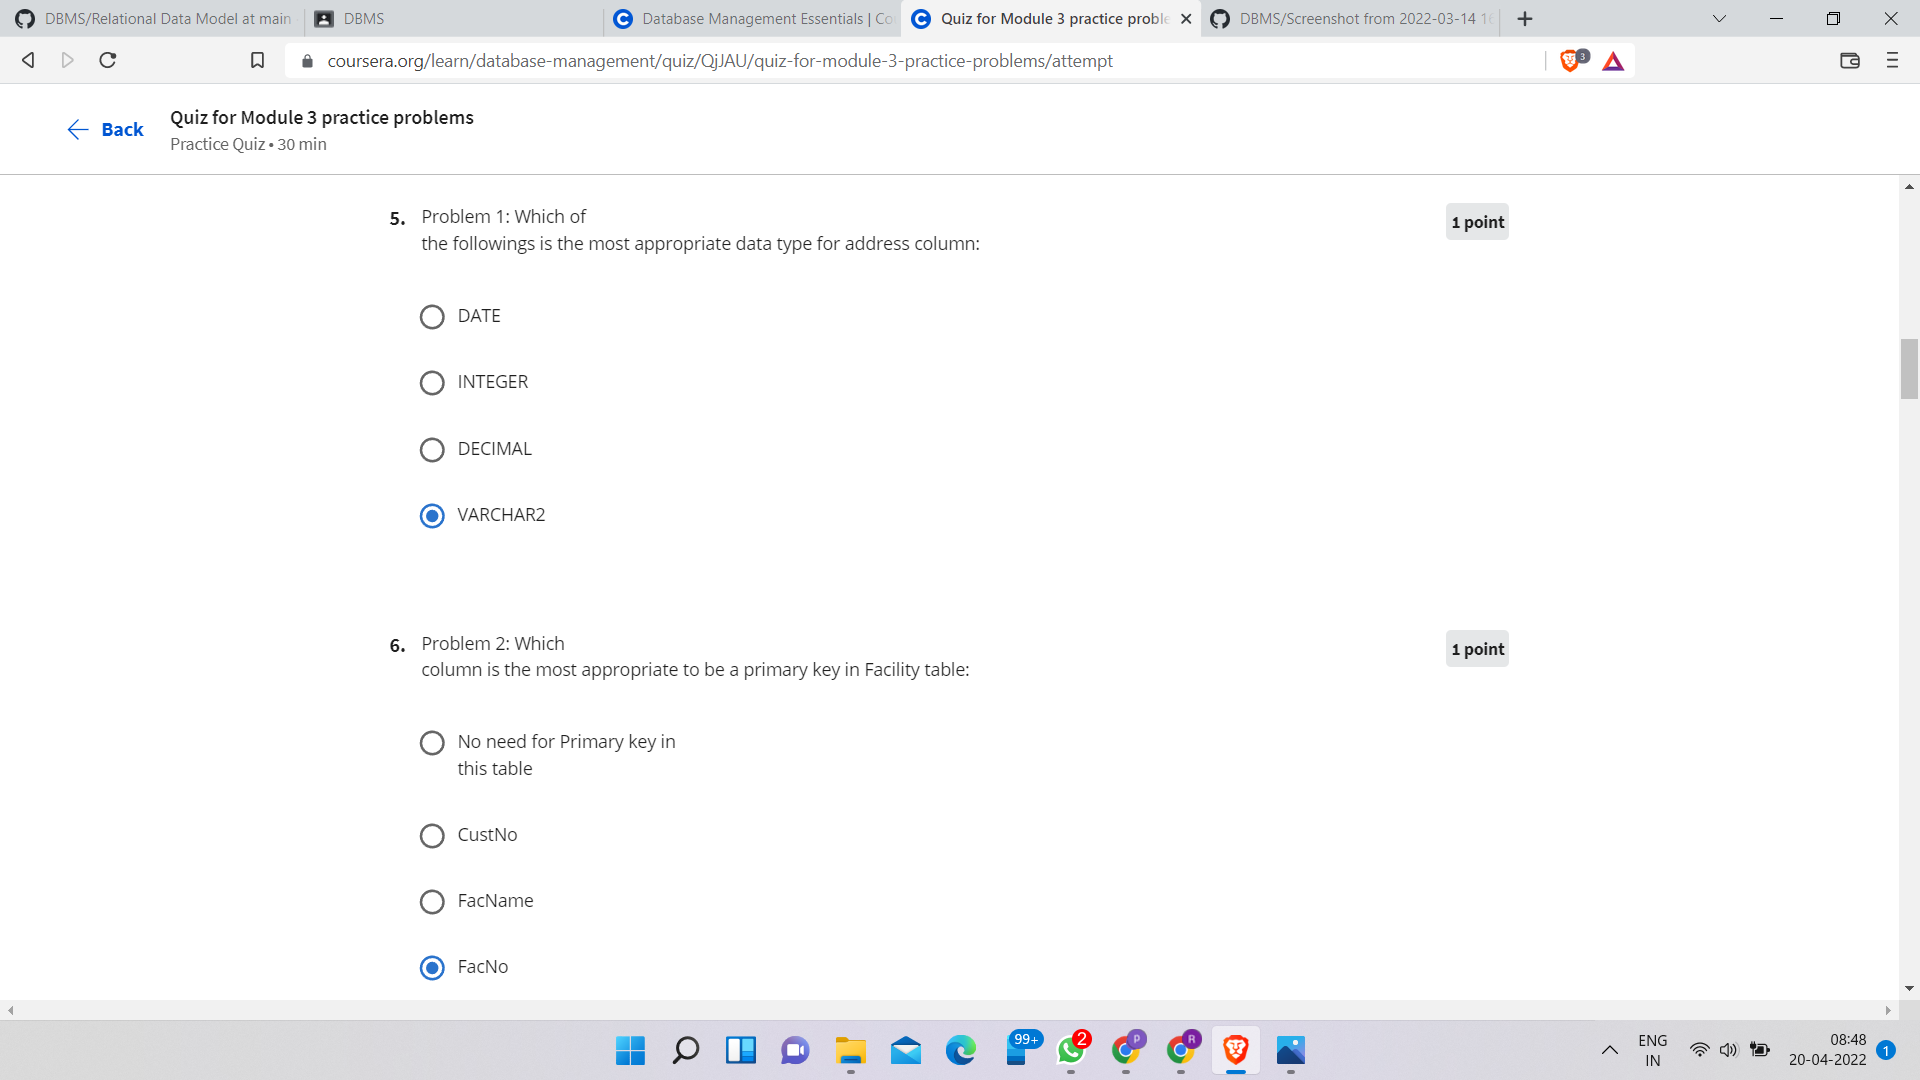 DBMS/Relational Data Model at main
DBMS
Database Management Essentials | Co
Quiz for Module 3 practice proble
DBMS/Screenshot from 2022-03-14 16
coursera.org/learn/database-management/quiz/QjJAU/quiz-for-module-3-practice-problems/attempt
3
Back
Quiz for Module 3 practice problems
Practice Quiz • 30 min
5. Problem 1: Which of
the followings is the most appropriate data type for address column:
1 point
DATE
INTEGER
DECIMAL
VARCHAR2
6. Problem 2: Which
column is the most appropriate to be a primary key in Facility table:
1 point
No need for Primary key in
this table
CustNo
FacName
FacNo
99+
2
P
R
ENG
IN
08:48
20-04-2022
1